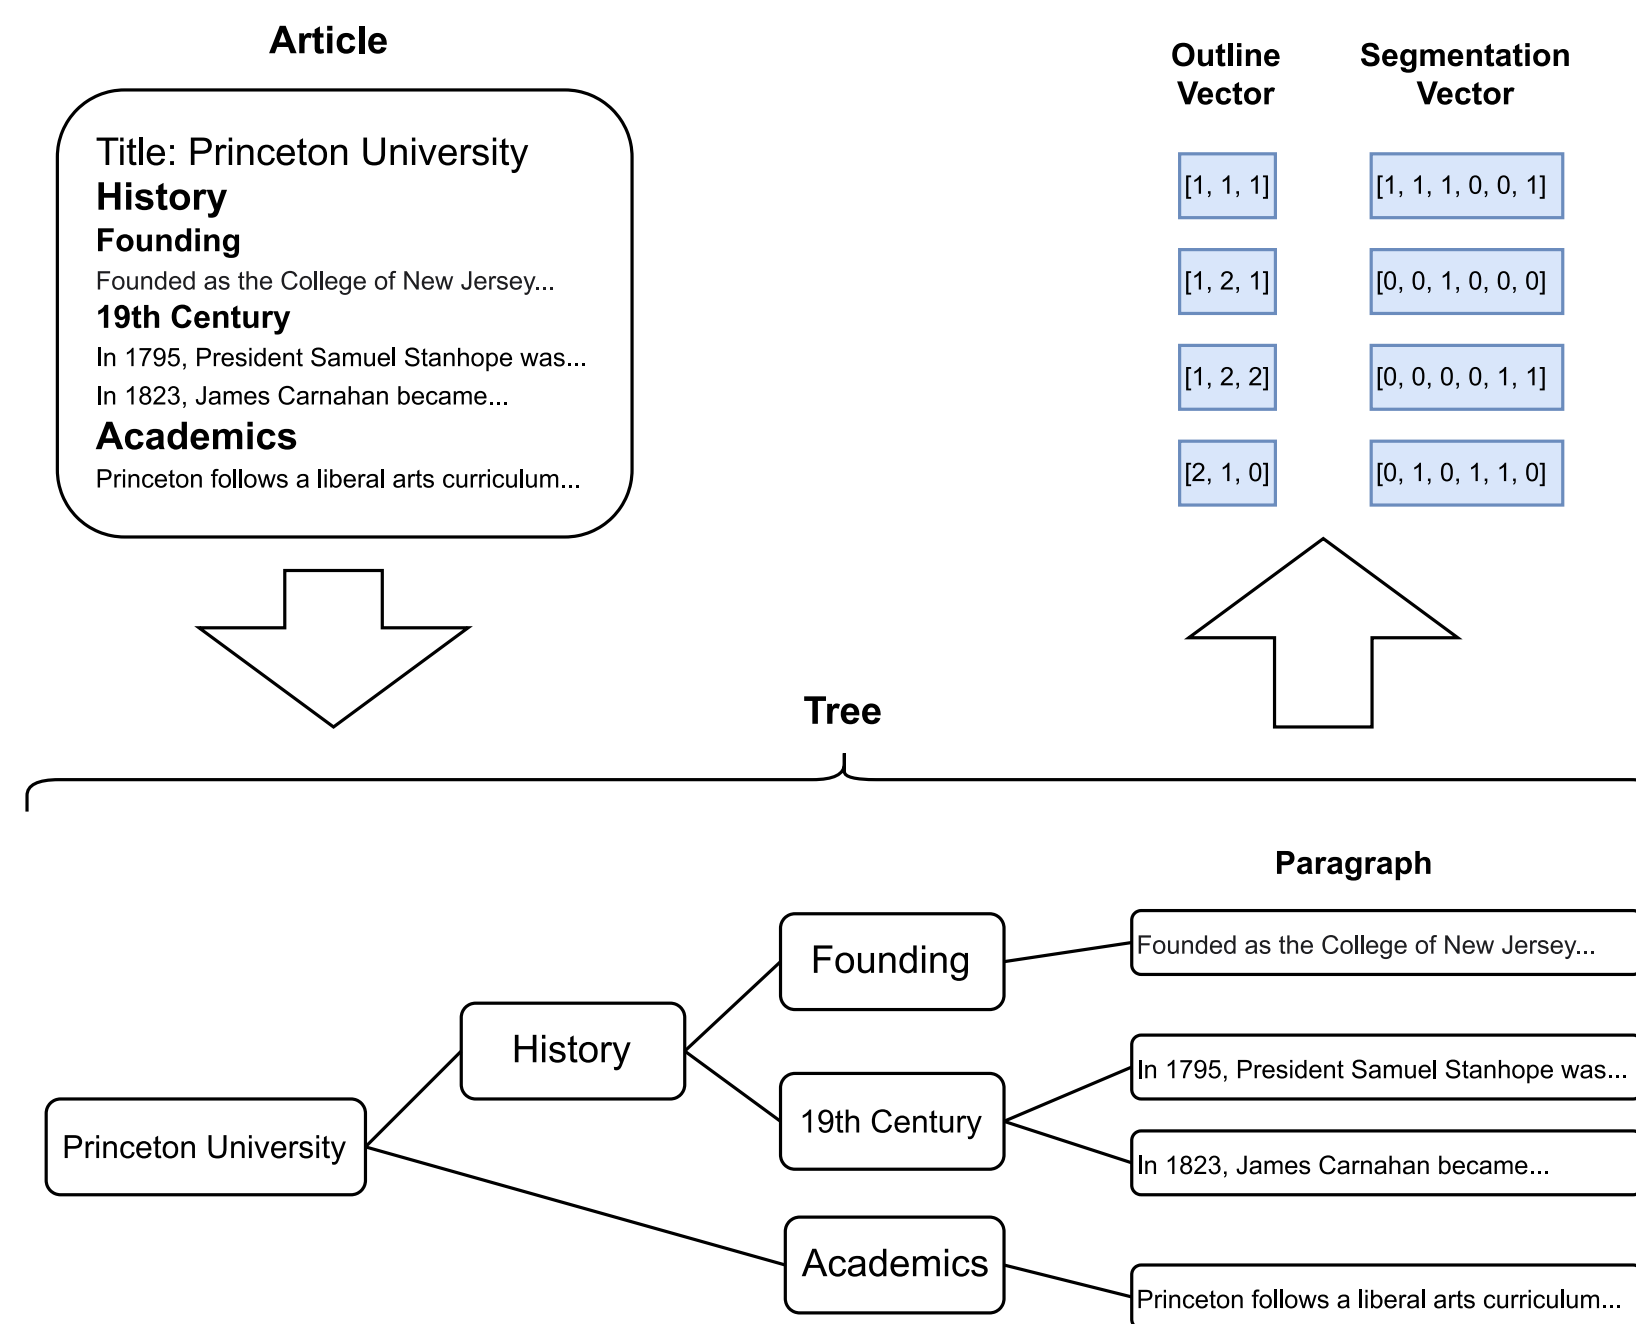 Article
Title: Princeton University
History
Founding
Founded as the College of New Jersey...
19th Century
In 1795, President Samuel Stanhope was...
In 1823, James Carnahan became...
Academics
Princeton follows a liberal arts curriculum...
Outline
Vector
Segmentation
Vector
[1, 1, 1]
[1, 1, 1, 0, 0, 1]
[1, 2, 1]
[0, 0, 1, 0, 0, 0]
[1, 2, 2]
[0, 0, 0, 0, 1, 1]
[2, 1, 0]
[0, 1, 0, 1, 1, 0]
Tree
Paragraph
Princeton University
History
Founding
Founded as the College of New Jersey...
19th Century
In 1795, President Samuel Stanhope was...
In 1823, James Carnahan became...
Academics
Princeton follows a liberal arts curriculum...